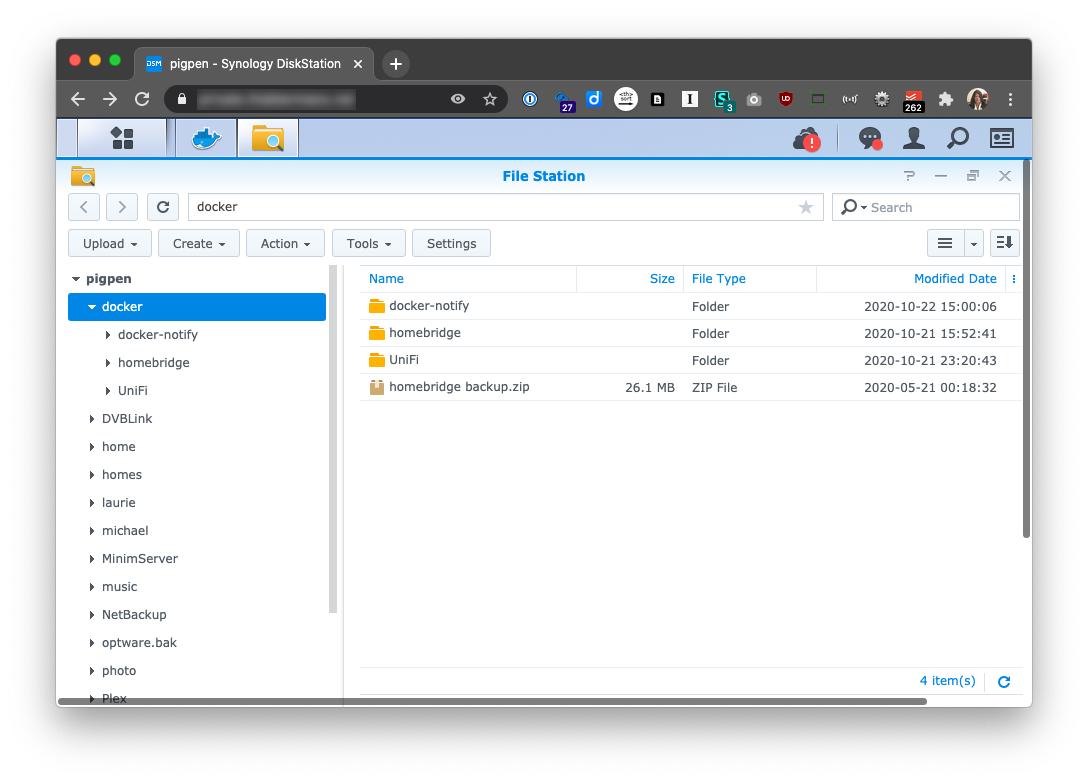 DSM pigpen - Synology DiskStation
27 d <th> sort 3 UD 262
File Station
docker
Search
Upload Create Action Tools Settings
pigpen
docker
docker-notify
homebridge
UniFi
DVBLink
home
homes
laurie
michael
MinimServer
music
NetBackup
optware.bak
photo
Plex
Name Size File Type Modified Date
docker-notify Folder 2020-10-22 15:00:06
homebridge Folder 2020-10-21 15:52:41
UniFi Folder 2020-10-21 23:20:43
homebridge backup.zip 26.1 MB ZIP File 2020-05-21 00:18:32
4 item(s)